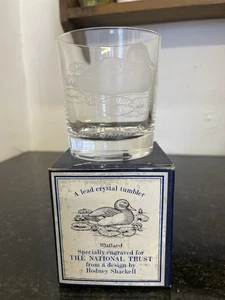 A lead crystal tumbler
Mallard
Specially engraved for
THE NATIONAL TRUST
from a design by
Rodney Shackell